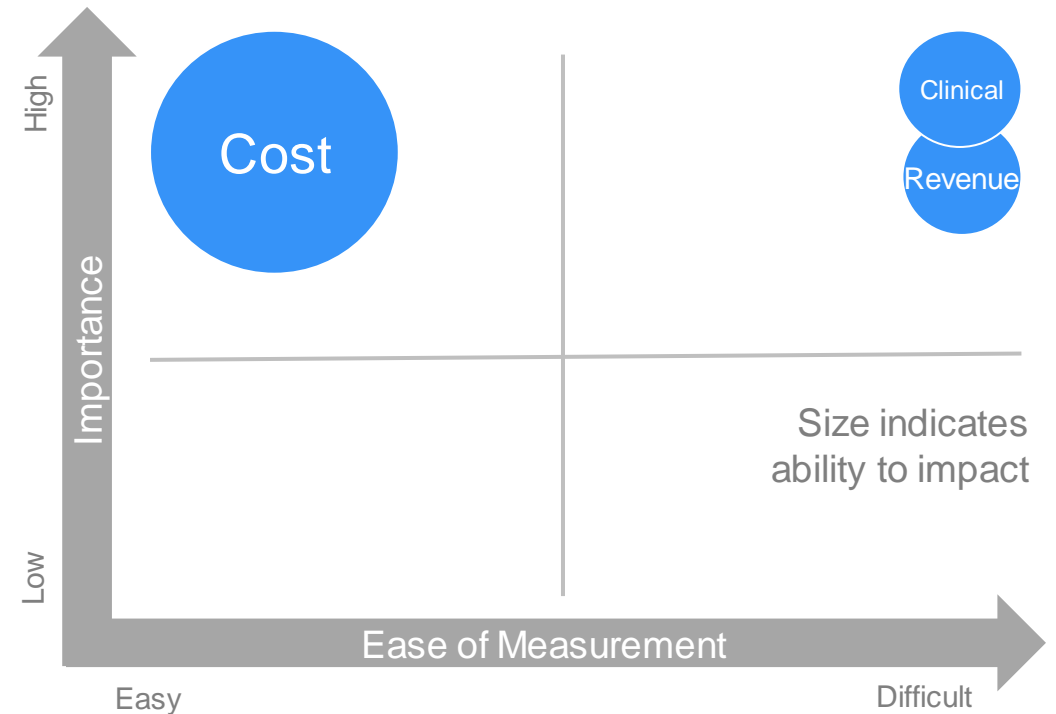 High
Cost
Clinical
Revenue
Importance
Size indicates
ability to impact
Low
Ease of Measurement
Easy
Difficult